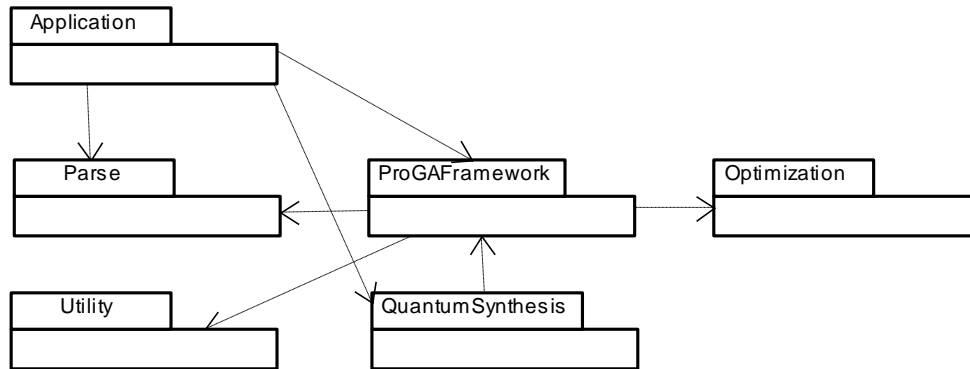 Application
Parse
ProGAFramework
Optimization
Utility
QuantumSynthesis